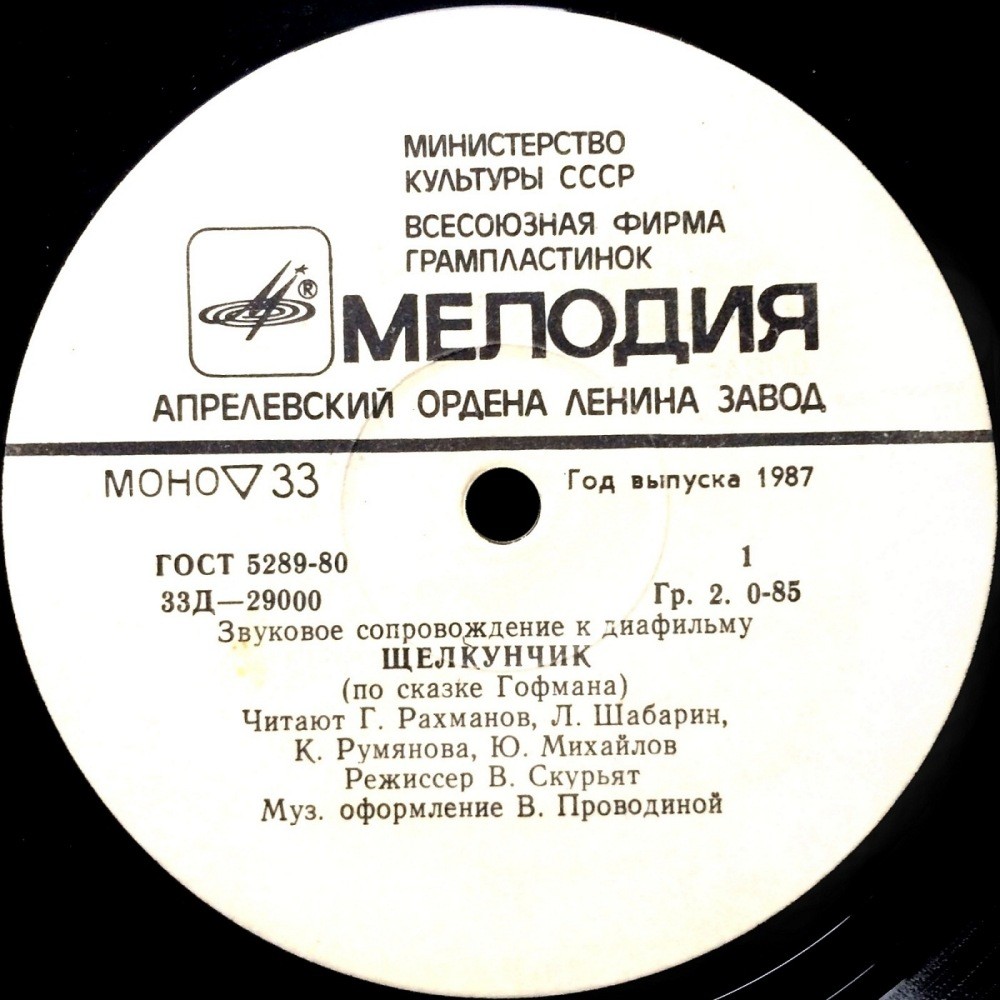 МИНИСТЕРСТВО
КУЛЬТУРЫ СССР
ВСЕСОЮЗНАЯ ФИРМА
ГРАМПЛАСТИНОК
®
МЕЛОДИЯ
АПРЕЛЕВСКИЙ ОРДЕНА ЛЕНИНА ЗАВОД
МОНО▽33
Год выпуска 1987
ГОСТ 5289-80
1
33Д—29000
Гр. 2. 0-85
Звуковое сопровождение к диафильму
ЩЕЛКУНЧИК
(по сказке Гофмана)
Читают Г. Рахманов, Л. Шабарин,
К. Румянова, Ю. Михайлов
Режиссер В. Скурьят
Муз. оформление В. Проводиной